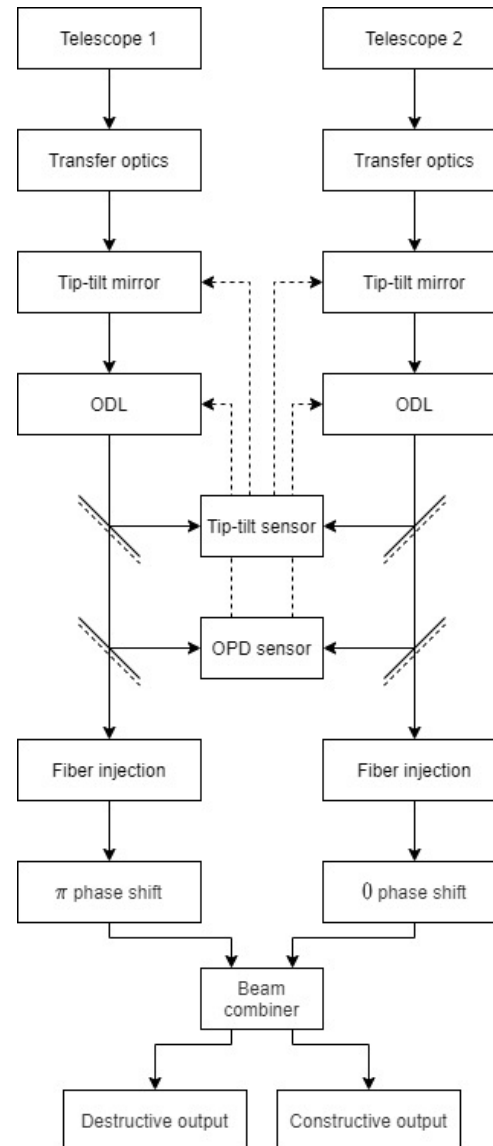 Telescope 1
Telescope 2
Transfer optics
Transfer optics
Tip-tilt mirror
Tip-tilt mirror
ODL
ODL
Tip-tilt sensor
OPD sensor
Fiber injection
Fiber injection
π phase shift
0 phase shift
Beam
combiner
Destructive output
Constructive output